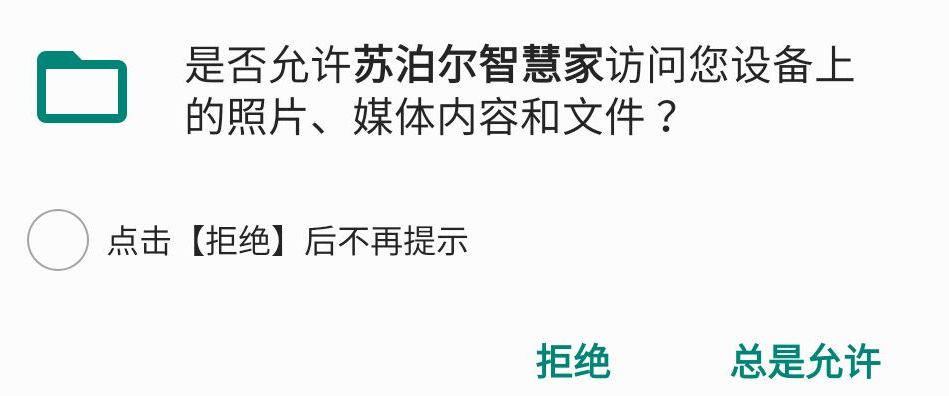 是否允许苏泊尔智慧家访问您设备上
的照片、媒体内容和文件？
点击【拒绝】后不再提示
拒绝
总是允许